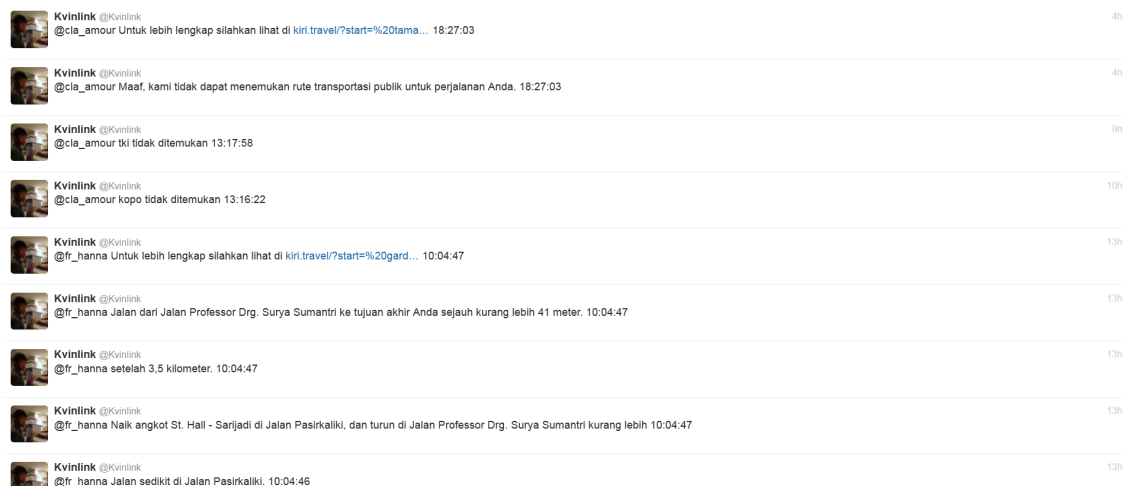 Kvinlink @Kvinlink 4h
@cla_amour Untuk lebih lengkap silahkan lihat di kiri.travel/?start=%20tama... 18:27:03
Kvinlink @Kvinlink 4h
@cla_amour Maaf, kami tidak dapat menemukan rute transportasi publik untuk perjalanan Anda. 18:27:03
Kvinlink @Kvinlink 9h
@cla_amour tki tidak ditemukan 13:17:58
Kvinlink @Kvinlink 10h
@cla_amour kopo tidak ditemukan 13:16:22
Kvinlink @Kvinlink 13h
@fr_hanna Untuk lebih lengkap silahkan lihat di kiri.travel/?start=%20gard... 10:04:47
Kvinlink @Kvinlink 13h
@fr_hanna Jalan dari Jalan Professor Drg. Surya Sumantri ke tujuan akhir Anda sejauh kurang lebih 41 meter. 10:04:47
Kvinlink @Kvinlink 13h
@fr_hanna setelah 3,5 kilometer. 10:04:47
Kvinlink @Kvinlink 13h
@fr_hanna Naik angkot St. Hall - Sarijadi di Jalan Pasirkaliki, dan turun di Jalan Professor Drg. Surya Sumantri kurang lebih 10:04:47
Kvinlink @Kvinlink 13h
@fr_hanna Jalan sedikit di Jalan Pasirkaliki. 10:04:46